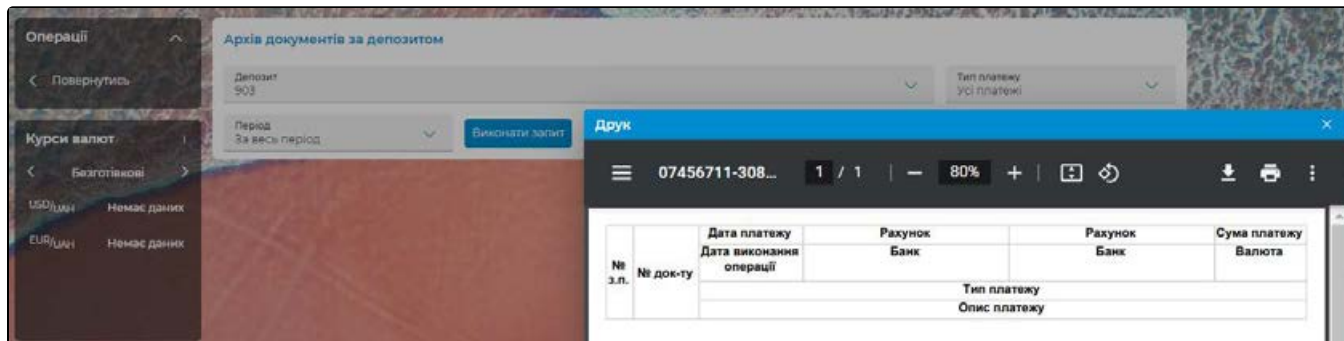 Операції
Повернутись
Курси валют
Безготівкові
USD/UAH Немає даних
EUR/UAH Немає даних
Архів документів за депозитом
Депозит
903
Тип платежу
Усі платежі
Період
За весь період
Виконати запит
Друк
07456711-308... 1 / 1 80%
№ з.п.
№ док-ту
Дата платежу Рахунок Рахунок Сума платежу
Дата виконання операції Банк Банк Валюта
Тип платежу
Опис платежу